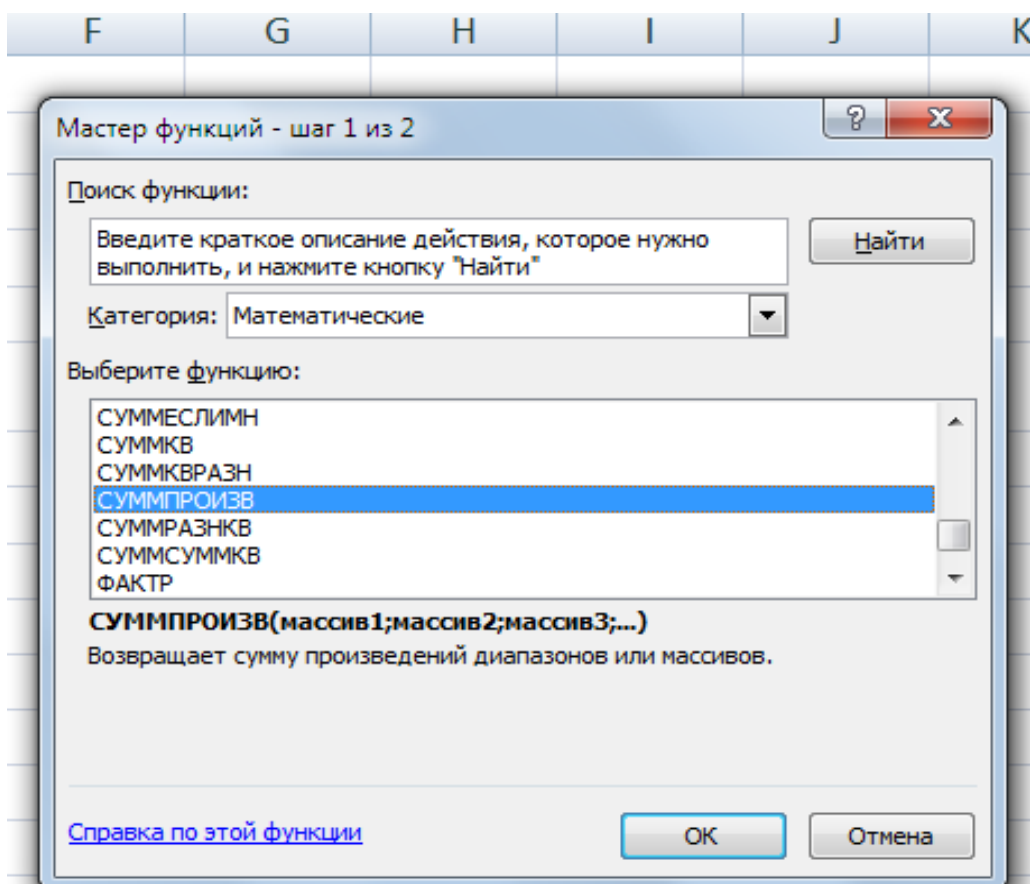 F G H I J K
Мастер функций - шаг 1 из 2
Поиск функции:
Введите краткое описание действия, которое нужно
выполнить, и нажмите кнопку "Найти"
Найти
Категория: Математические
Выберите функцию:
СУММЕСЛИМН
СУММКВ
СУММКВРАЗН
СУММПРОИЗВ
СУММРАЗНКВ
СУММСУММКВ
ФАКТР
СУММПРОИЗВ(массив1;массив2;массив3;...)
Возвращает сумму произведений диапазонов или массивов.
Справка по этой функции
ОК
Отмена